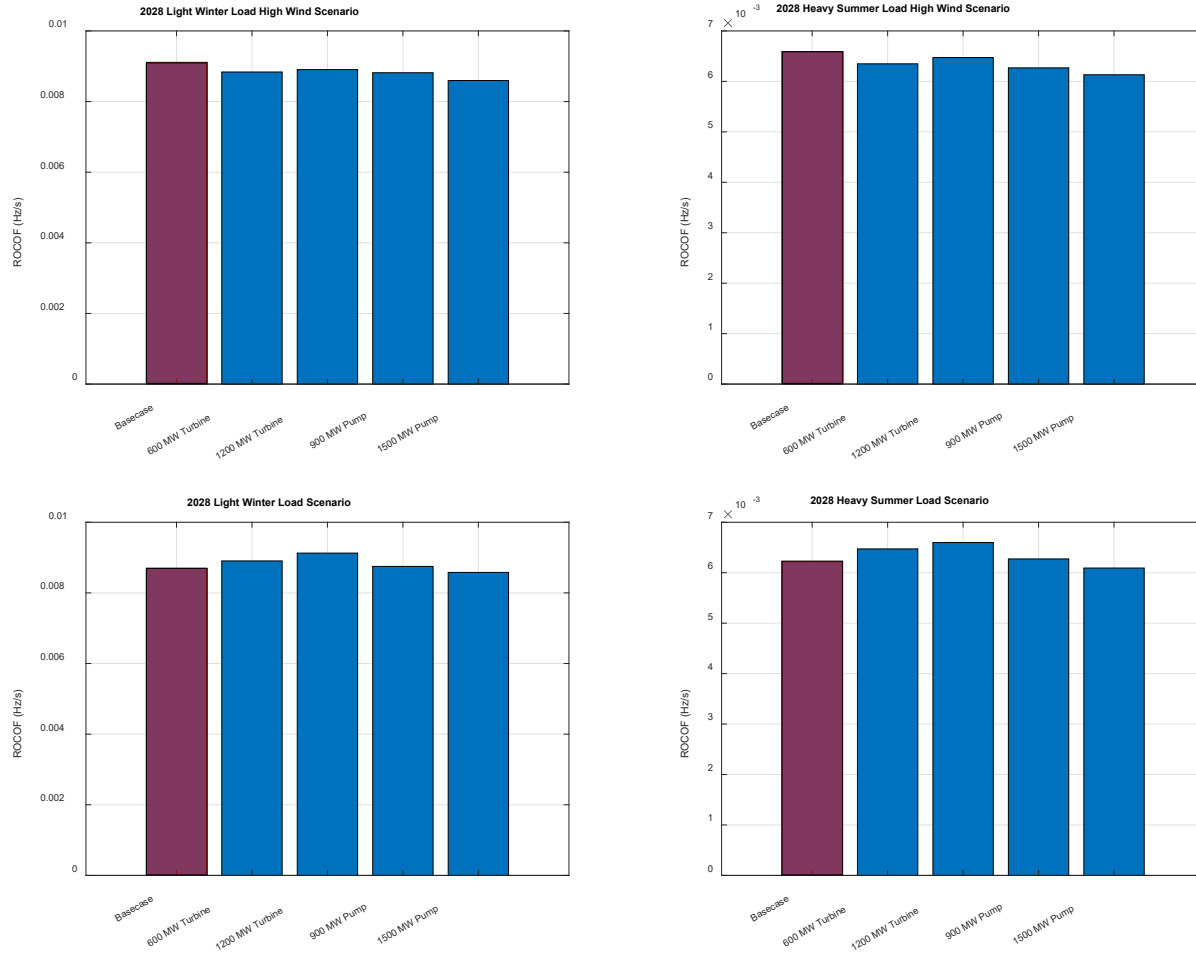 2028 Light Winter Load High Wind Scenario
0.01
0.008
0.006
0.004
0.002
0
ROCOF (Hz/s)
Basecase
600 MW Turbine
1200 MW Turbine
900 MW Pump
1500 MW Pump
2028 Heavy Summer Load High Wind Scenario
× 10 -3
7
6
5
4
3
2
1
0
ROCOF (Hz/s)
Basecase
600 MW Turbine
1200 MW Turbine
900 MW Pump
1500 MW Pump
2028 Light Winter Load Scenario
0.01
0.008
0.006
0.004
0.002
0
ROCOF (Hz/s)
Basecase
600 MW Turbine
1200 MW Turbine
900 MW Pump
1500 MW Pump
2028 Heavy Summer Load Scenario
× 10 -3
7
6
5
4
3
2
1
0
ROCOF (Hz/s)
Basecase
600 MW Turbine
1200 MW Turbine
900 MW Pump
1500 MW Pump